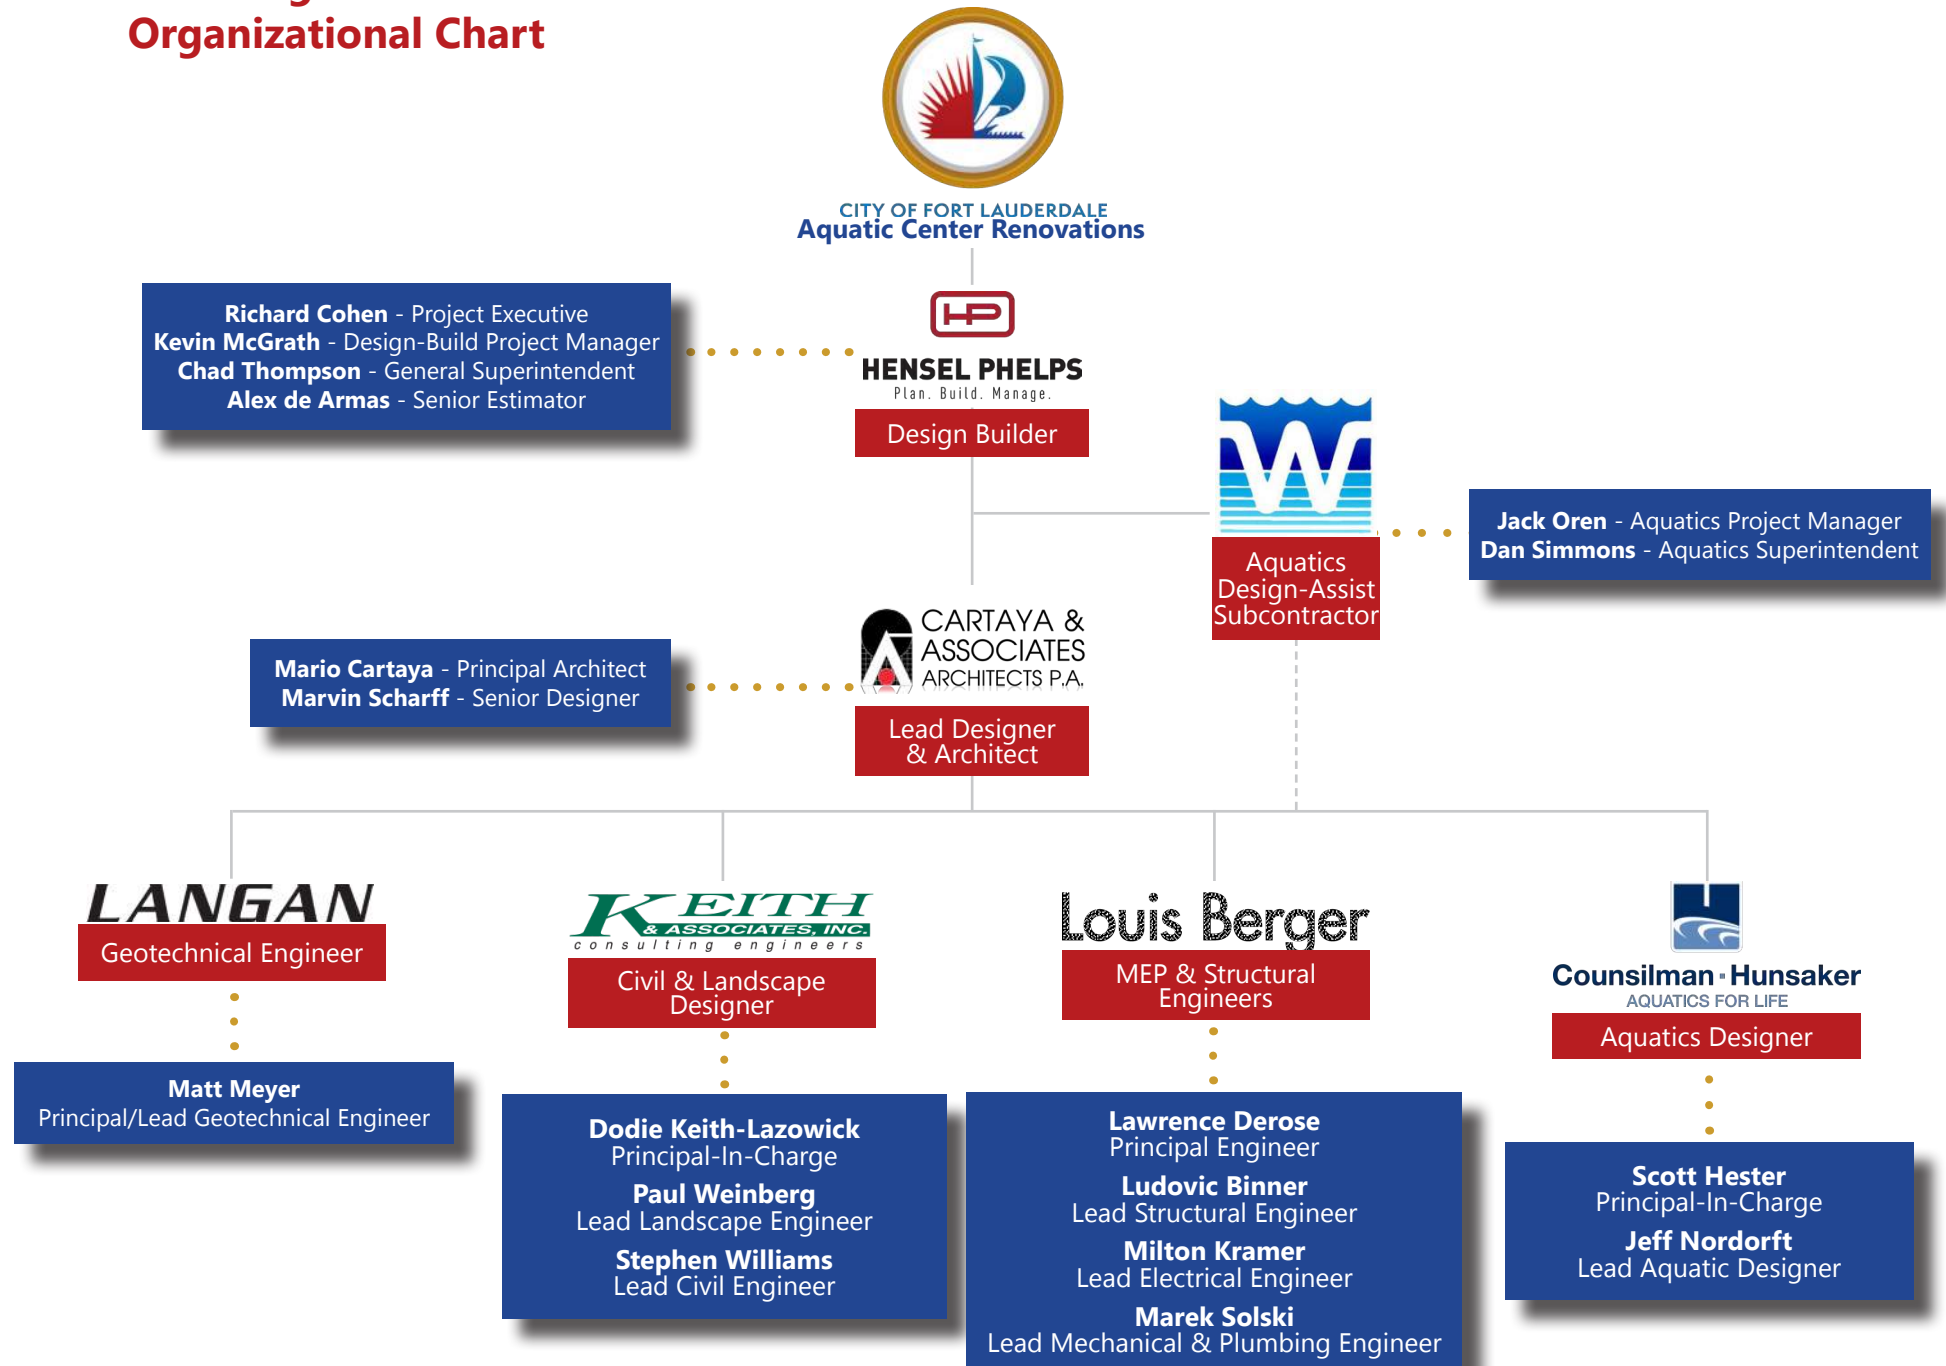 Organizational Chart
CITY OF FORT LAUDERDALE
Aquatic Center Renovations
Richard Cohen - Project Executive
Kevin McGrath - Design-Build Project Manager
Chad Thompson - General Superintendent
Alex de Armas - Senior Estimator
HP
HENSEL PHELPS
Plan. Build. Manage.
Design Builder
W
Aquatics
Design-Assist
Subcontractor
Jack Oren - Aquatics Project Manager
Dan Simmons - Aquatics Superintendent
Mario Cartaya - Principal Architect
Marvin Scharff - Senior Designer
CARTAYA &
ASSOCIATES
ARCHITECTS P.A.
Lead Designer
& Architect
LANGAN
Geotechnical Engineer
Matt Meyer
Principal/Lead Geotechnical Engineer
KEITH
& ASSOCIATES, INC.
consulting engineers
Civil & Landscape
Designer
Dodie Keith-Lazowick
Principal-In-Charge
Paul Weinberg
Lead Landscape Engineer
Stephen Williams
Lead Civil Engineer
Louis Berger
MEP & Structural
Engineers
Lawrence Derose
Principal Engineer
Ludovic Binner
Lead Structural Engineer
Milton Kramer
Lead Electrical Engineer
Marek Solski
Lead Mechanical & Plumbing Engineer
Counsilman · Hunsaker
AQUATICS FOR LIFE
Aquatics Designer
Scott Hester
Principal-In-Charge
Jeff Nordorft
Lead Aquatic Designer